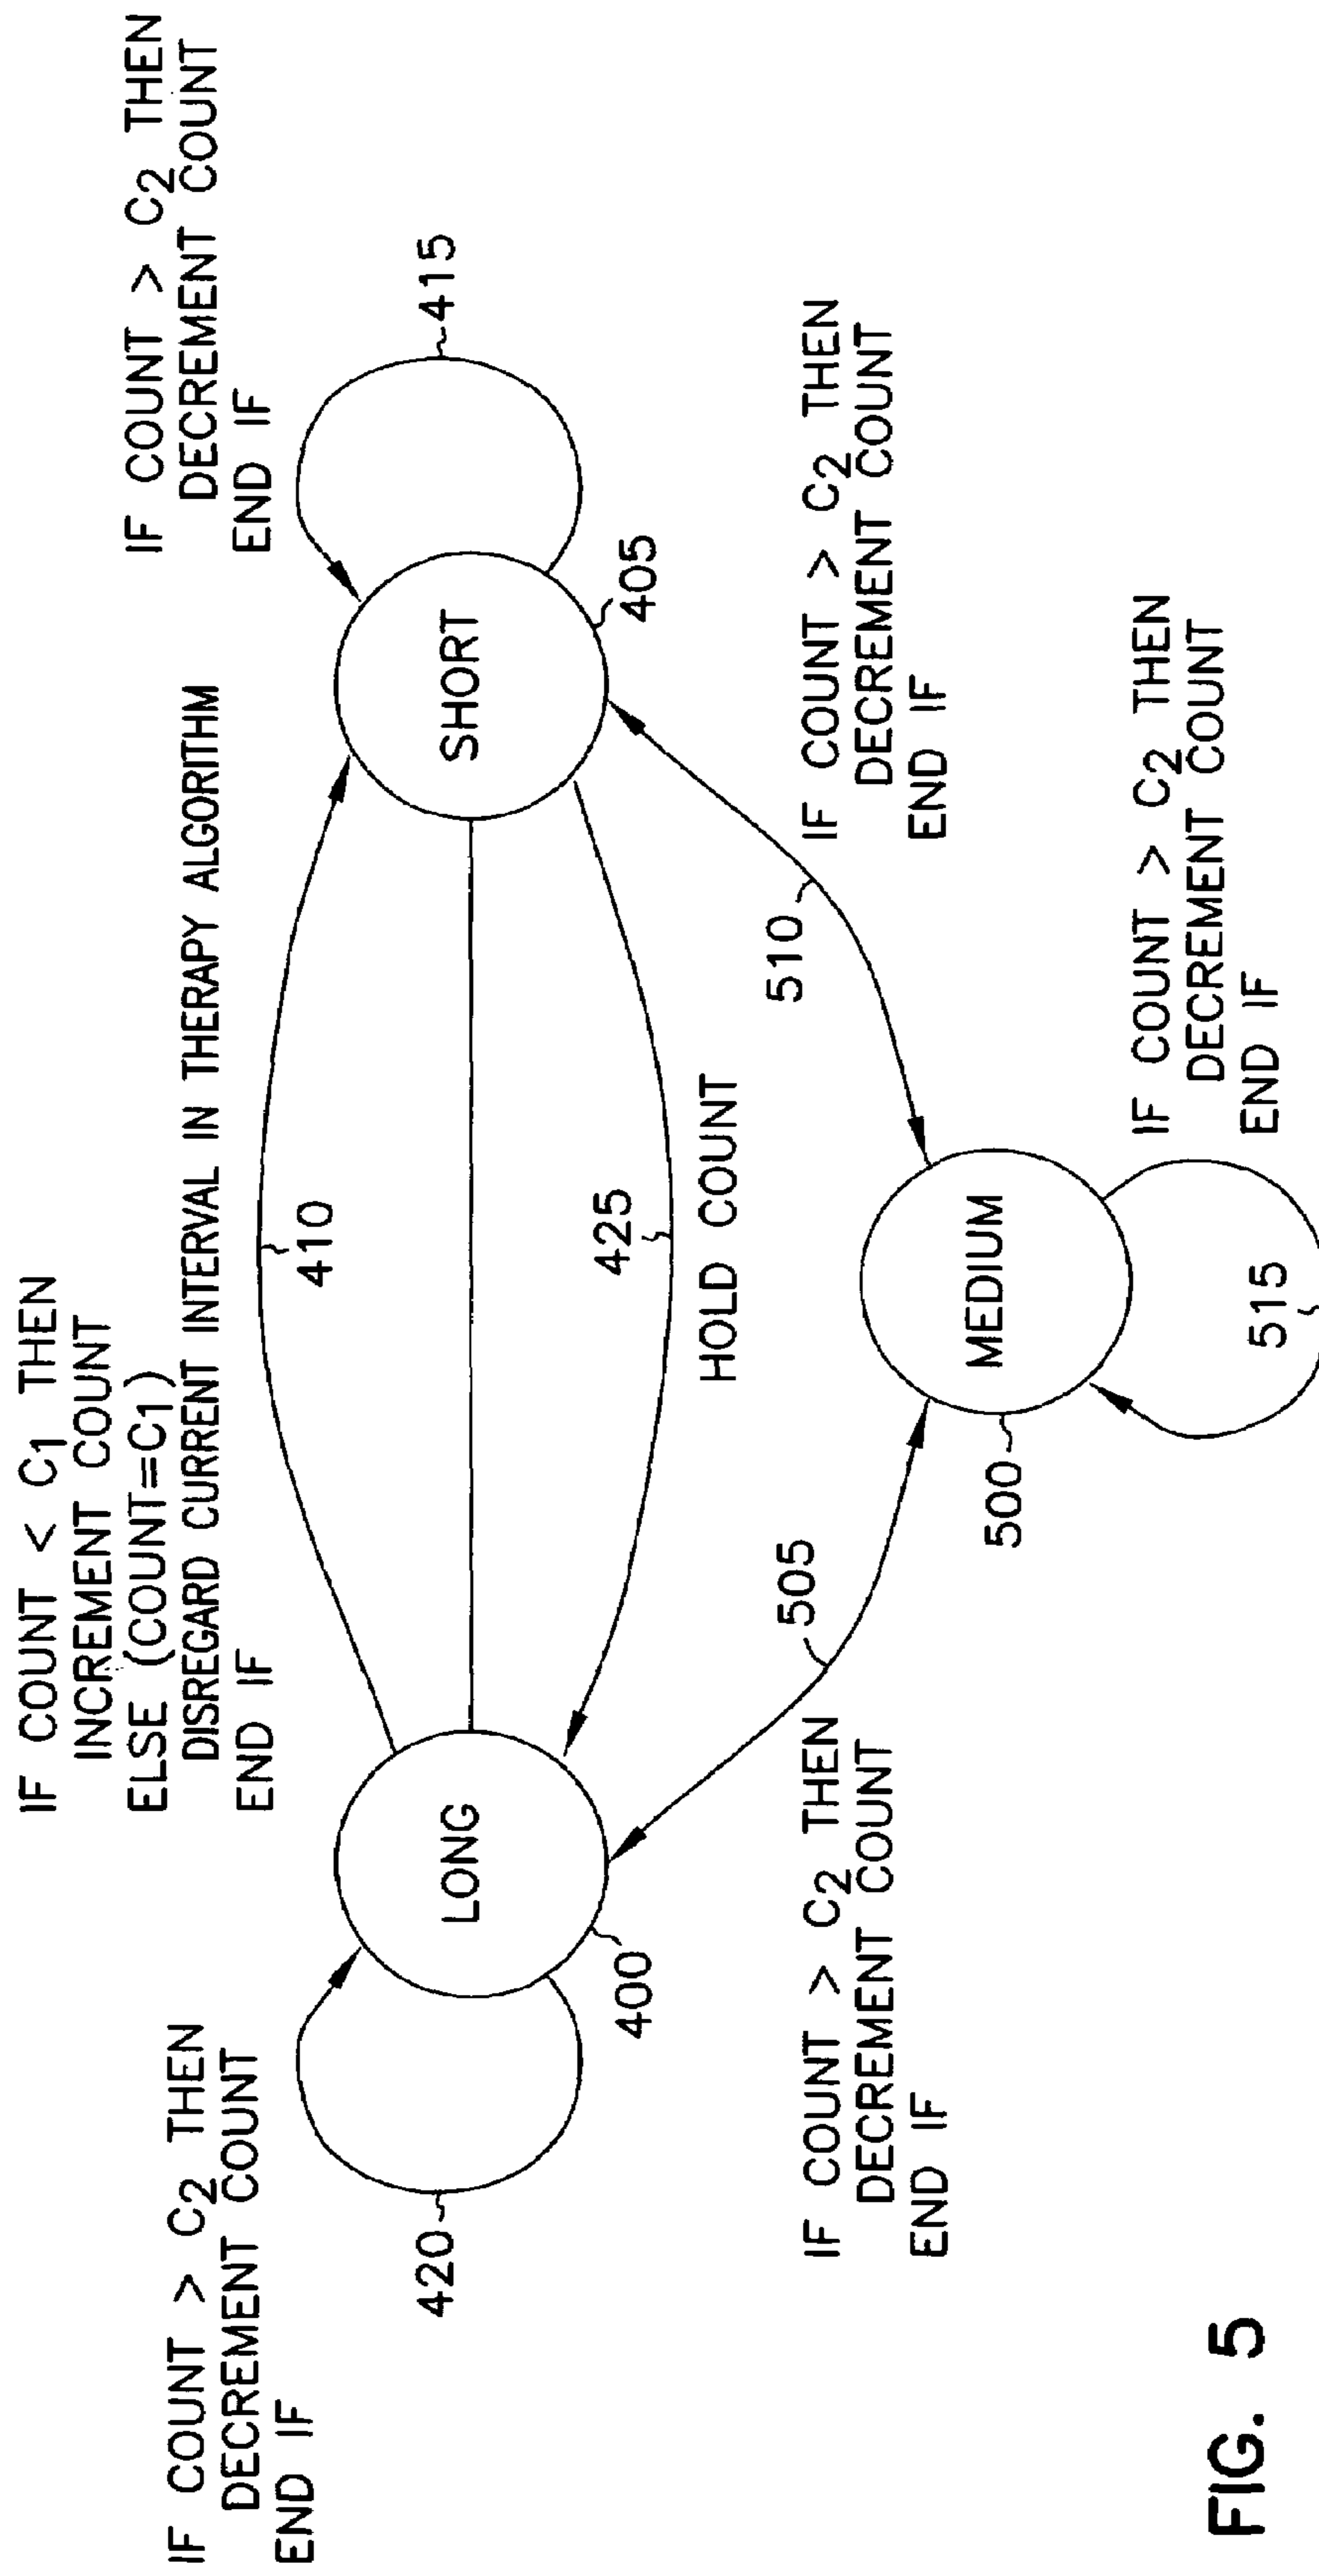 IF COUNT < C1 THEN
INCREMENT COUNT
ELSE (COUNT=C1)
DISREGARD CURRENT INTERVAL IN THERAPY ALGORITHM
END IF
410
IF COUNT > C2 THEN
DECREMENT COUNT
END IF
415
IF COUNT > C2 THEN
DECREMENT COUNT
END IF
420
LONG
400
SHORT
405
425
HOLD COUNT
IF COUNT > C2 THEN
DECREMENT COUNT
END IF
505
510
IF COUNT > C2 THEN
DECREMENT COUNT
END IF
MEDIUM
500
515
IF COUNT > C2 THEN
DECREMENT COUNT
END IF
FIG. 5